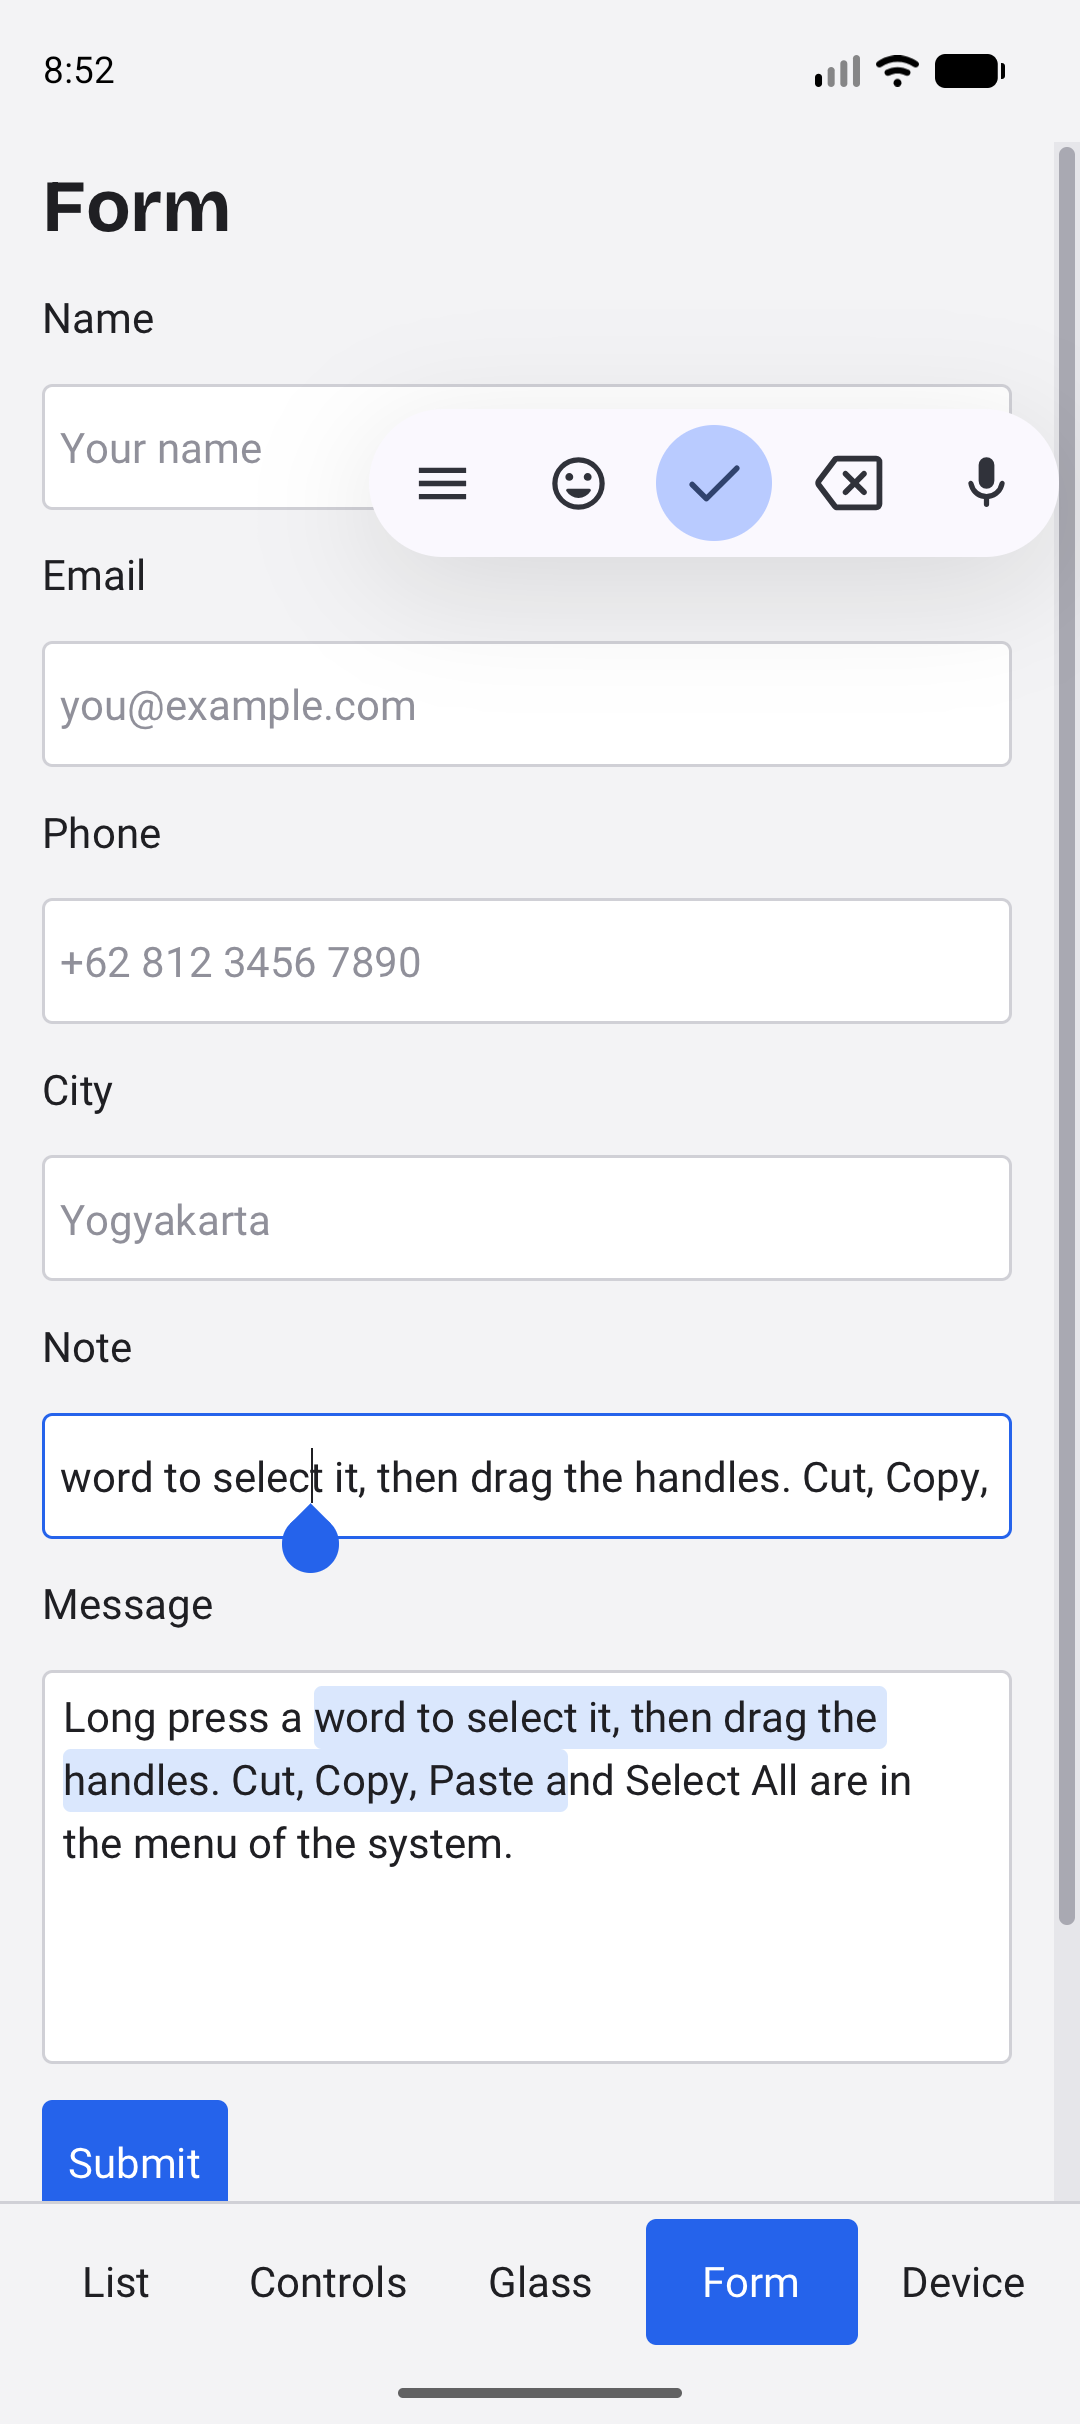 8:52
Form
Name
Your name
Email
you@example.com
Phone
+62 812 3456 7890
City
Yogyakarta
Note
word to select it, then drag the handles. Cut, Copy,
Message
Long press a word to select it, then drag the
handles. Cut, Copy, Paste and Select All are in
the menu of the system.
Submit
List Controls Glass Form Device